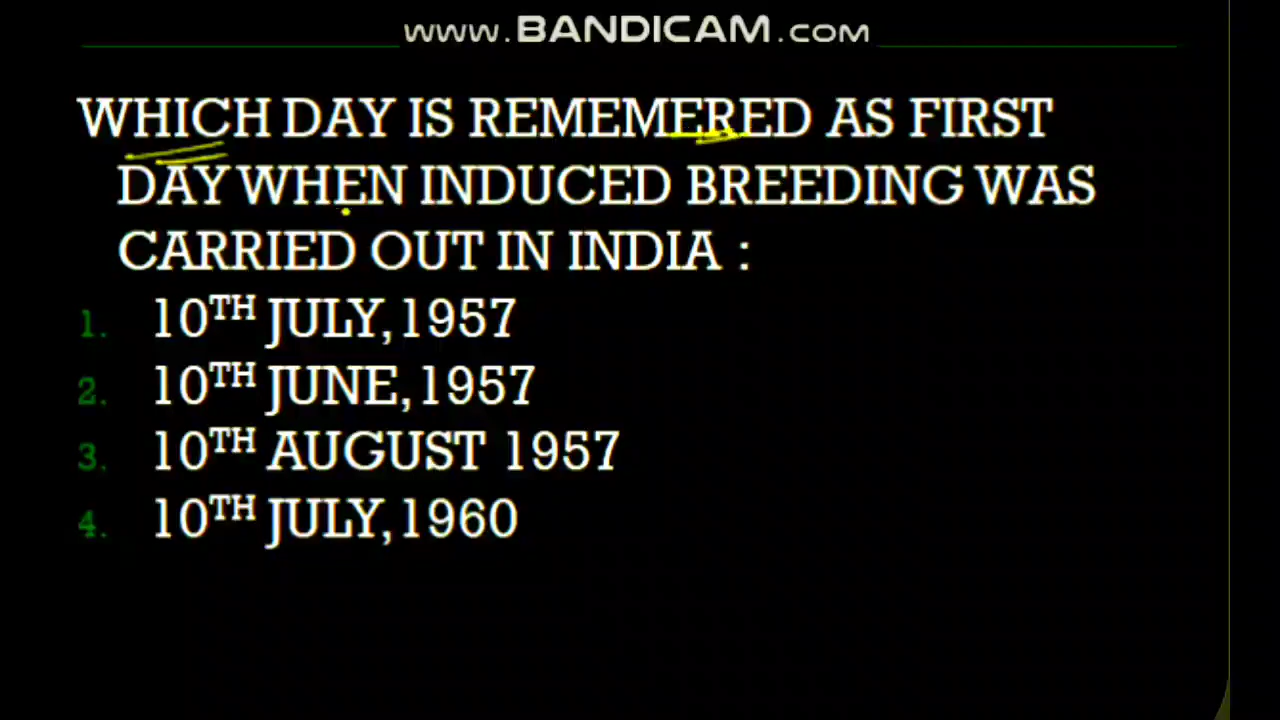 www.BANDICAM.COM
WHICH DAY IS REMEMERED AS FIRST
DAY WHEN INDUCED BREEDING WAS
CARRIED OUT IN INDIA :
1. 10TH JULY,1957
2. 10TH JUNE,1957
3. 10TH AUGUST 1957
4. 10TH JULY,1960